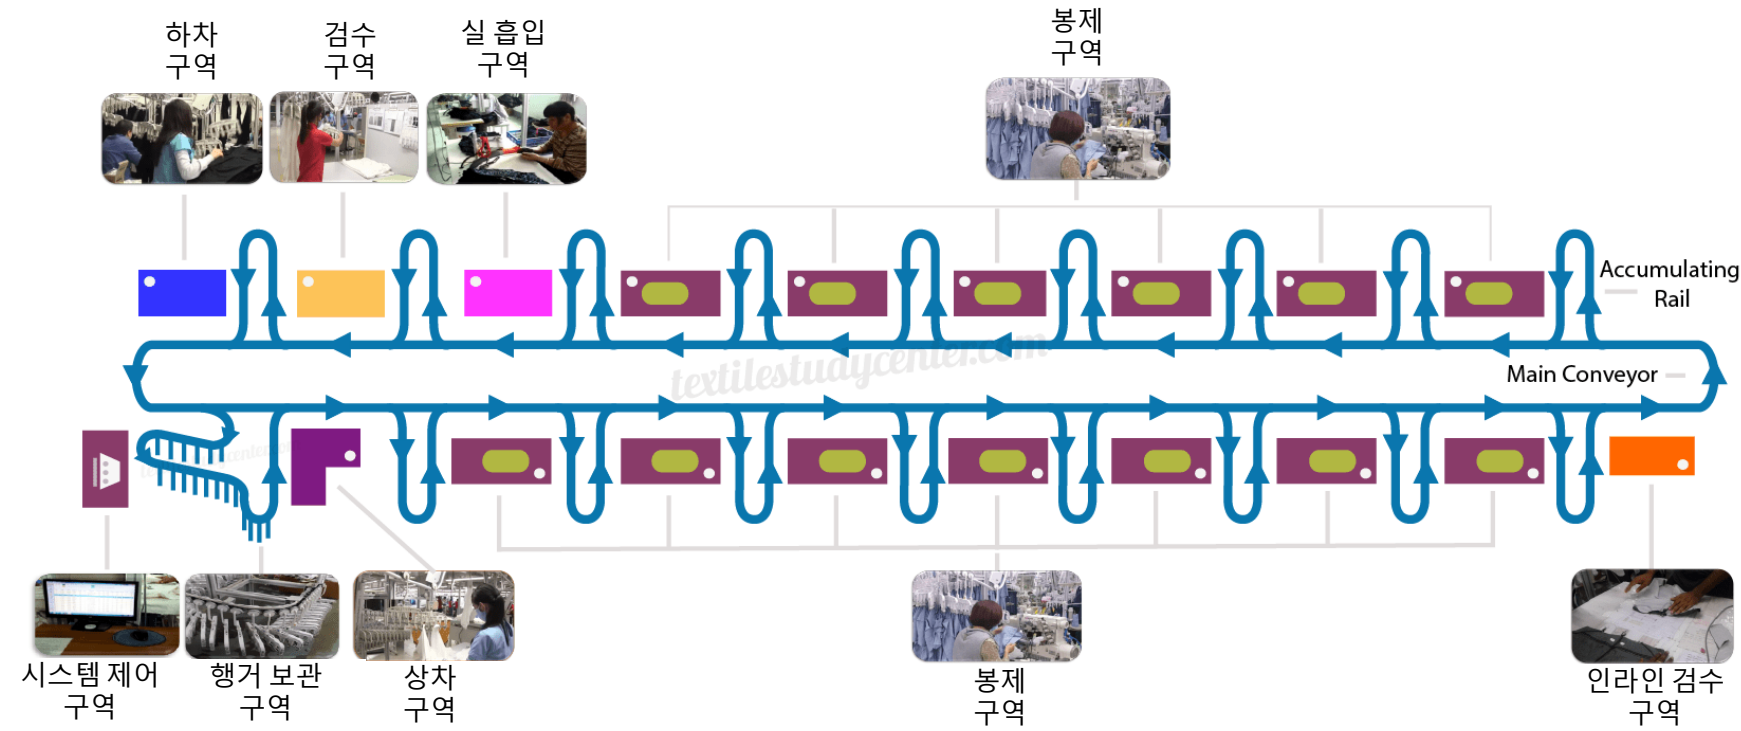 하차
구역
검수
구역
실 흡입
구역
봉제
구역
Accumulating
Rail
Main Conveyor
textilestudycenter.com
시스템 제어
구역
행거 보관
구역
상차
구역
봉제
구역
인라인 검수
구역